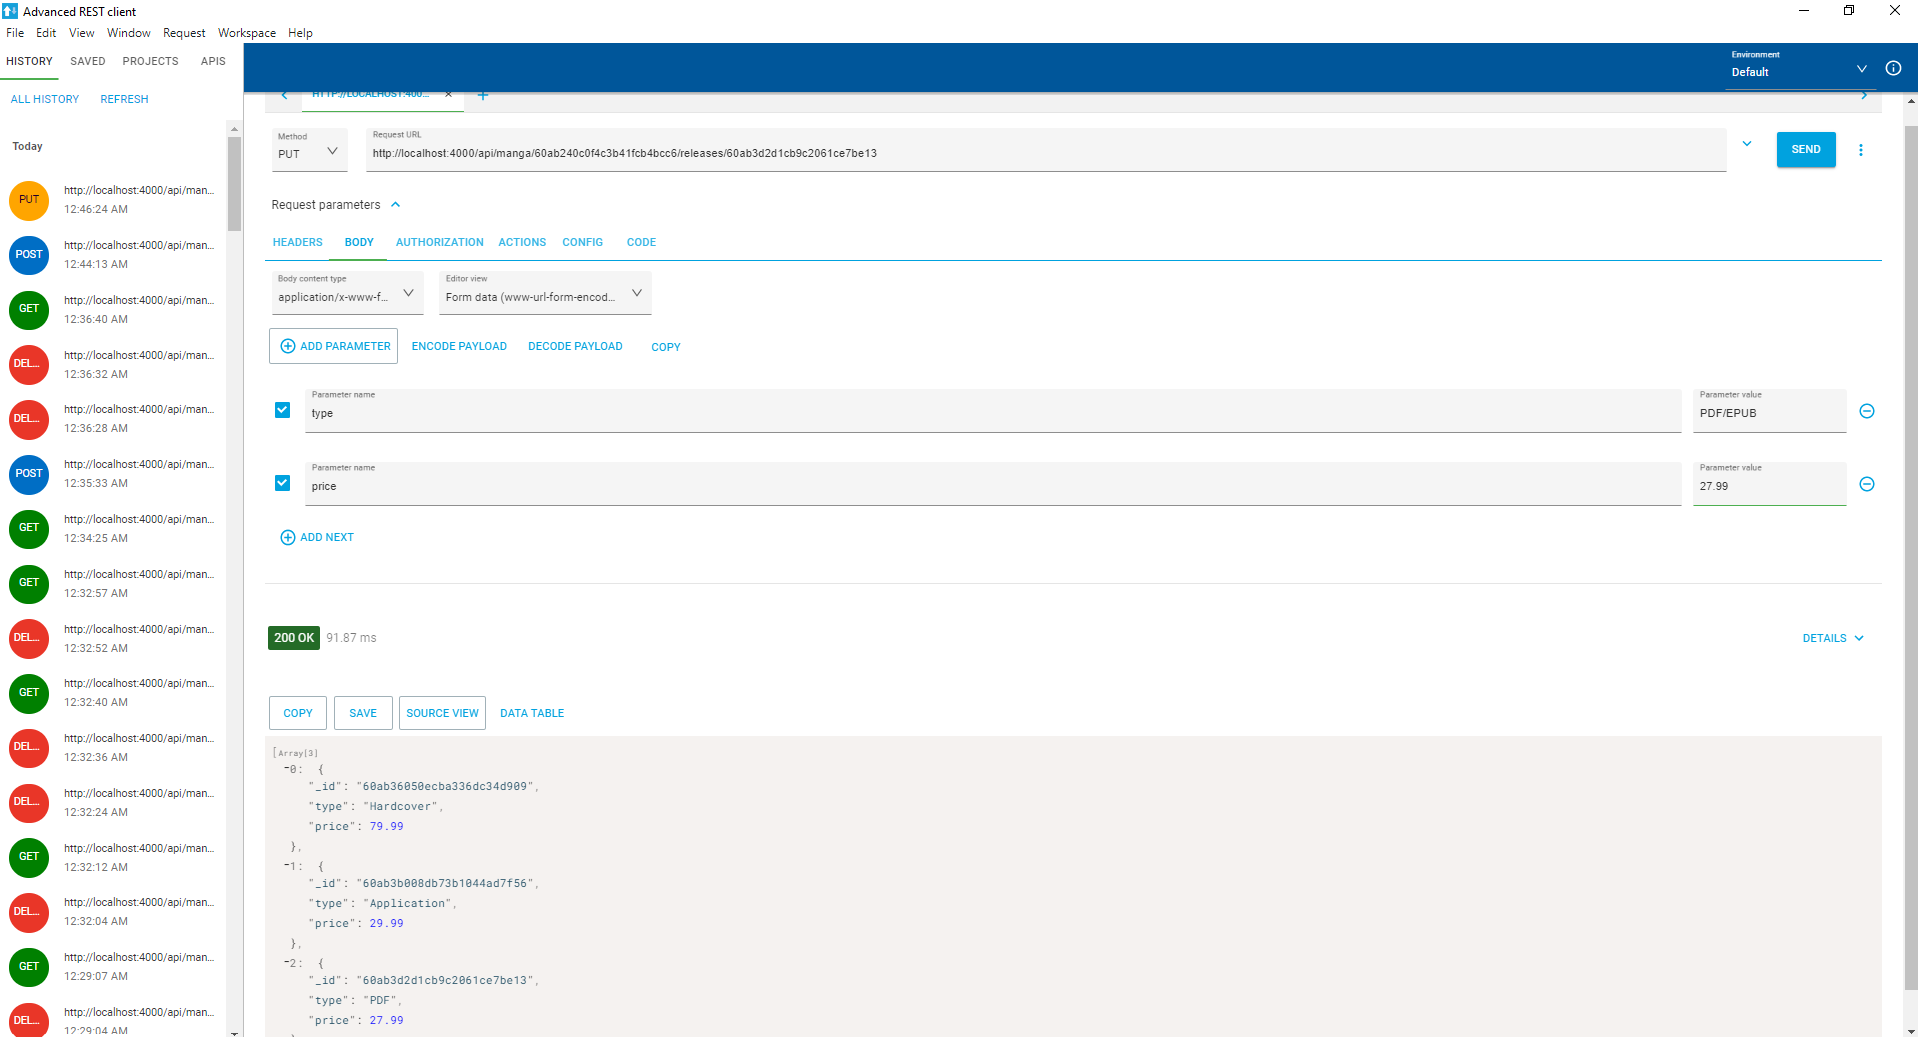 Advanced REST client
File Edit View Window Request Workspace Help
HISTORY SAVED PROJECTS APIS
ALL HISTORY REFRESH
Today
PUT http://localhost:4000/api/man...
12:46:24 AM
POST http://localhost:4000/api/man...
12:44:13 AM
GET http://localhost:4000/api/man...
12:36:40 AM
DEL... http://localhost:4000/api/man...
12:36:32 AM
DEL... http://localhost:4000/api/man...
12:36:28 AM
POST http://localhost:4000/api/man...
12:35:33 AM
GET http://localhost:4000/api/man...
12:34:25 AM
GET http://localhost:4000/api/man...
12:32:57 AM
DEL... http://localhost:4000/api/man...
12:32:52 AM
GET http://localhost:4000/api/man...
12:32:40 AM
DEL... http://localhost:4000/api/man...
12:32:36 AM
DEL... http://localhost:4000/api/man...
12:32:24 AM
GET http://localhost:4000/api/man...
12:32:12 AM
DEL... http://localhost:4000/api/man...
12:32:04 AM
GET http://localhost:4000/api/man...
12:29:07 AM
DEL... http://localhost:4000/api/man...
12:29:04 AM
Environment
Default
HTTP://LOCALHOST:400...
Method
PUT
Request URL
http://localhost:4000/api/manga/60ab240c0f4c3b41fcb4bcc6/releases/60ab3d2d1cb9c2061ce7be13
SEND
Request parameters
HEADERS BODY AUTHORIZATION ACTIONS CONFIG CODE
Body content type
application/x-www-f...
Editor view
Form data (www-url-form-encod...
ADD PARAMETER ENCODE PAYLOAD DECODE PAYLOAD COPY
Parameter name
type
Parameter value
PDF/EPUB
Parameter name
price
Parameter value
27.99
ADD NEXT
200 OK 91.87 ms
DETAILS
COPY SAVE SOURCE VIEW DATA TABLE
[Array[3]
-0: {
"_id": "60ab36050ecba336dc34d909",
"type": "Hardcover",
"price": 79.99
},
-1: {
"_id": "60ab3b008db73b1044ad7f56",
"type": "Application",
"price": 29.99
},
-2: {
"_id": "60ab3d2d1cb9c2061ce7be13",
"type": "PDF",
"price": 27.99